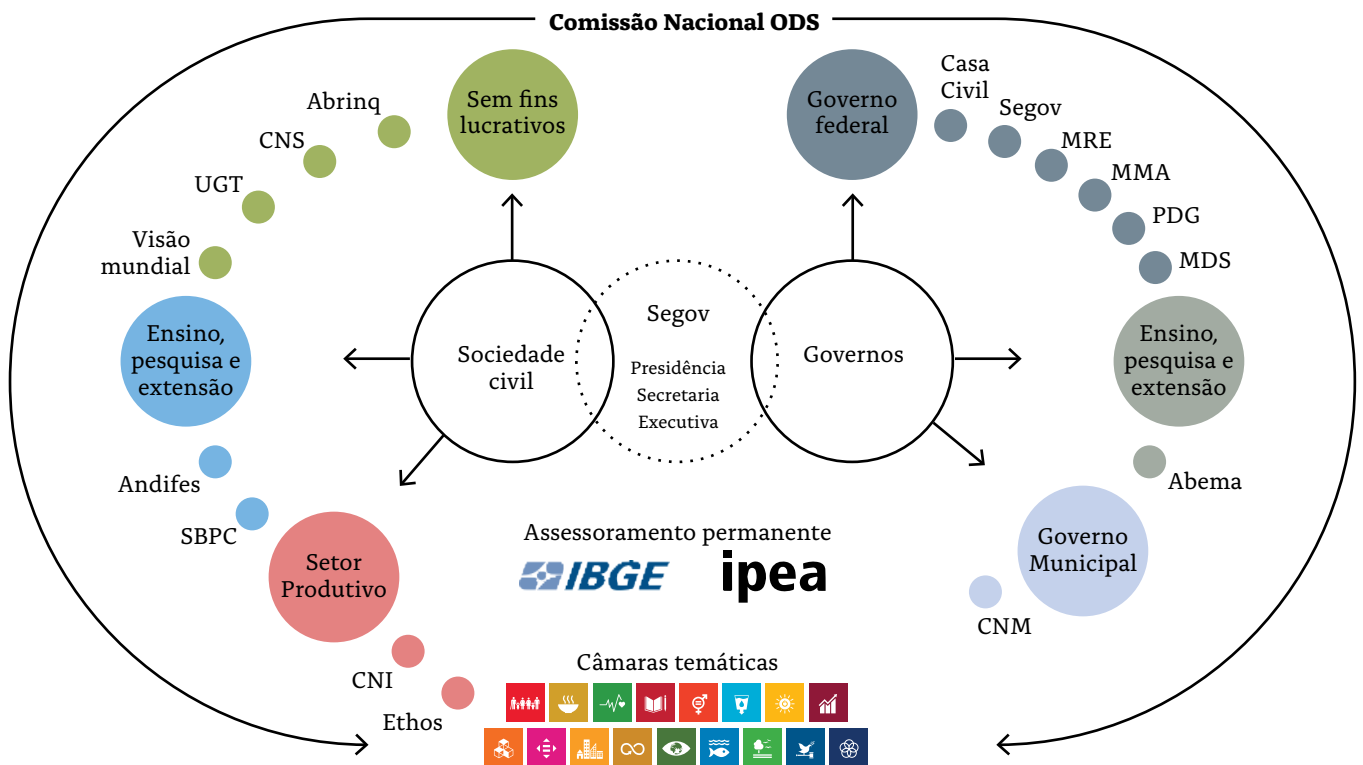 Comissão Nacional ODS
Sem fins
lucrativos
Abrinq
CNS
UGT
Visão
mundial
Ensino,
pesquisa e
extensão
Andifes
SBPC
Setor
Produtivo
CNI
Ethos
Sociedade
civil
Segov
Presidência
Secretaria
Executiva
Governos
Governo
federal
Casa
Civil
Segov
MRE
MMA
PDG
MDS
Ensino,
pesquisa e
extensão
Abema
Governo
Municipal
CNM
Assessoramento permanente
IBGE
ipea
Câmaras temáticas